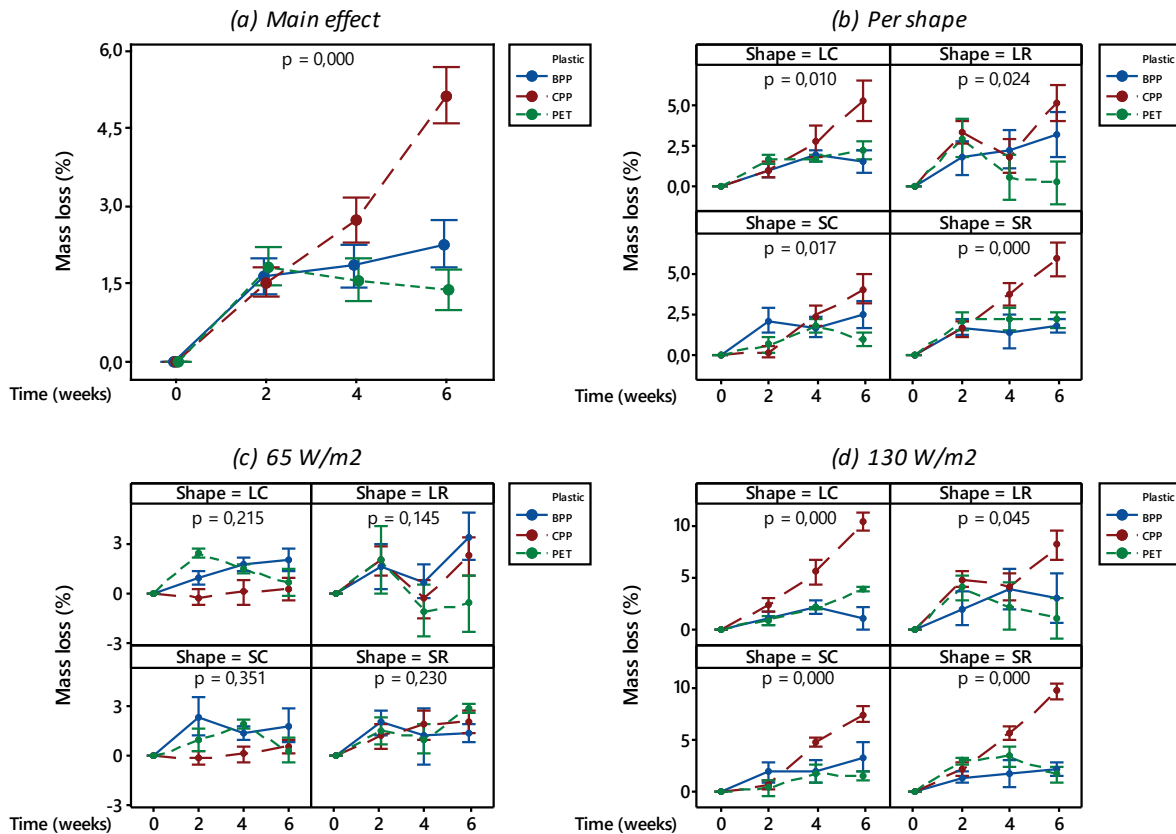 (a) Main effect
p = 0,000
6,0
4,5
3,0
1,5
0,0
Mass loss (%)
Time (weeks)
0 2 4 6
Plastic
BPP
CPP
PET
(b) Per shape
Shape = LC
Shape = LR
p = 0,010
p = 0,024
5,0
2,5
0,0
Shape = SC
Shape = SR
p = 0,017
p = 0,000
5,0
2,5
0,0
Mass loss (%)
Time (weeks)
0 2 4 6 0 2 4 6
Plastic
BPP
CPP
PET
(c) 65 W/m2
Shape = LC
Shape = LR
p = 0,215
p = 0,145
3
0
-3
Shape = SC
Shape = SR
p = 0,351
p = 0,230
3
0
-3
Mass loss (%)
Time (weeks)
0 2 4 6 0 2 4 6
Plastic
BPP
CPP
PET
(d) 130 W/m2
Shape = LC
Shape = LR
p = 0,000
p = 0,045
10
5
0
Shape = SC
Shape = SR
p = 0,000
p = 0,000
10
5
0
Mass loss (%)
Time (weeks)
0 2 4 6 0 2 4 6
Plastic
BPP
CPP
PET